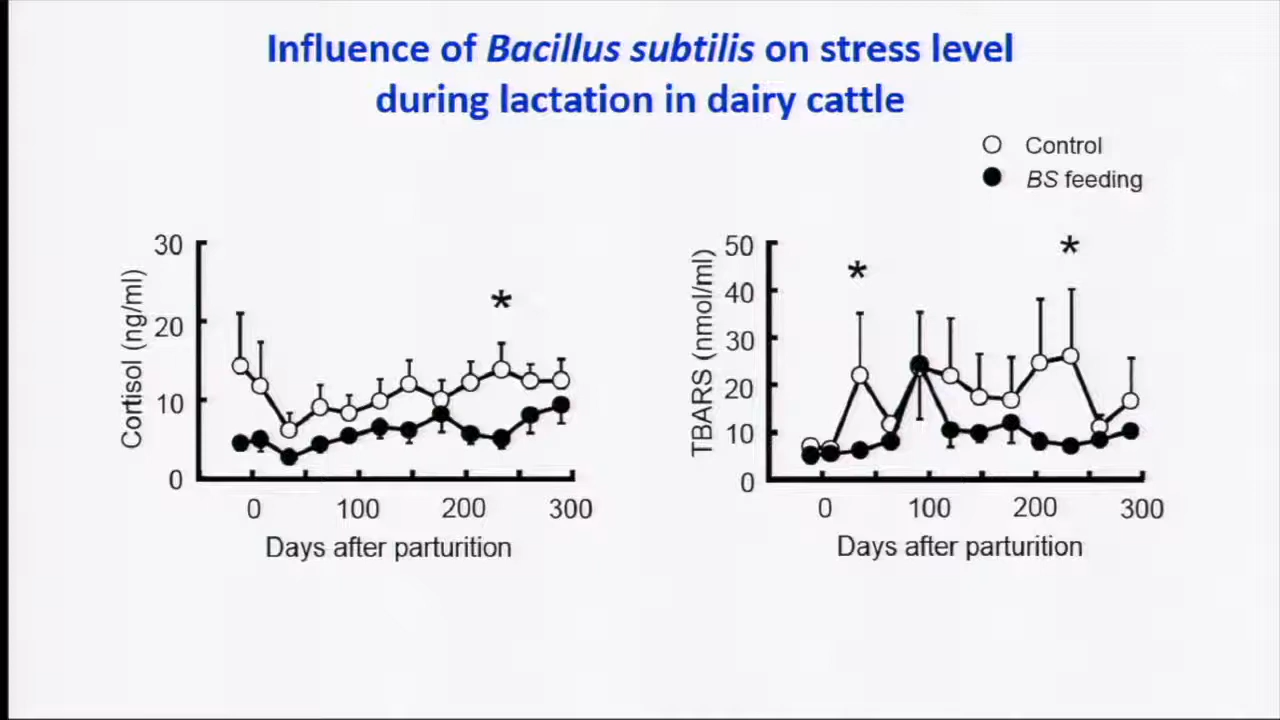 Influence of Bacillus subtilis on stress level
during lactation in dairy cattle
Control
BS feeding
Cortisol (ng/ml)
30
20
10
0
*
0 100 200 300
Days after parturition
TBARS (nmol/ml)
50
40
30
20
10
0
* *
0 100 200 300
Days after parturition